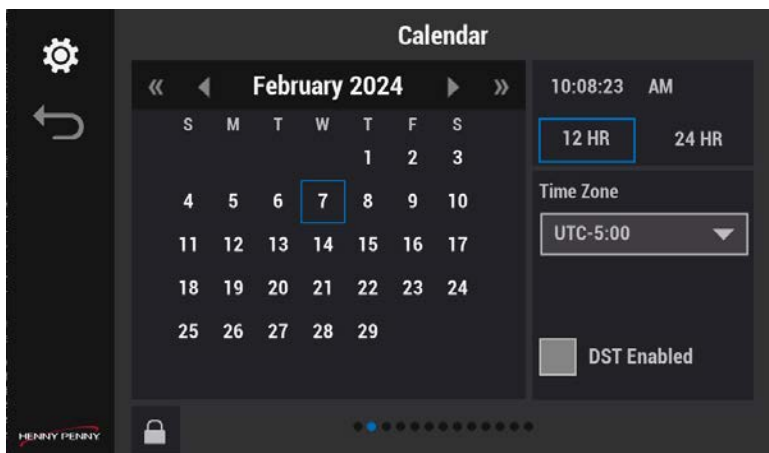 Calendar
« February 2024 »
S M T W T F S
1 2 3
4 5 6 7 8 9 10
11 12 13 14 15 16 17
18 19 20 21 22 23 24
25 26 27 28 29
10:08:23 AM
12 HR 24 HR
Time Zone
UTC-5:00
DST Enabled
HENNY PENNY